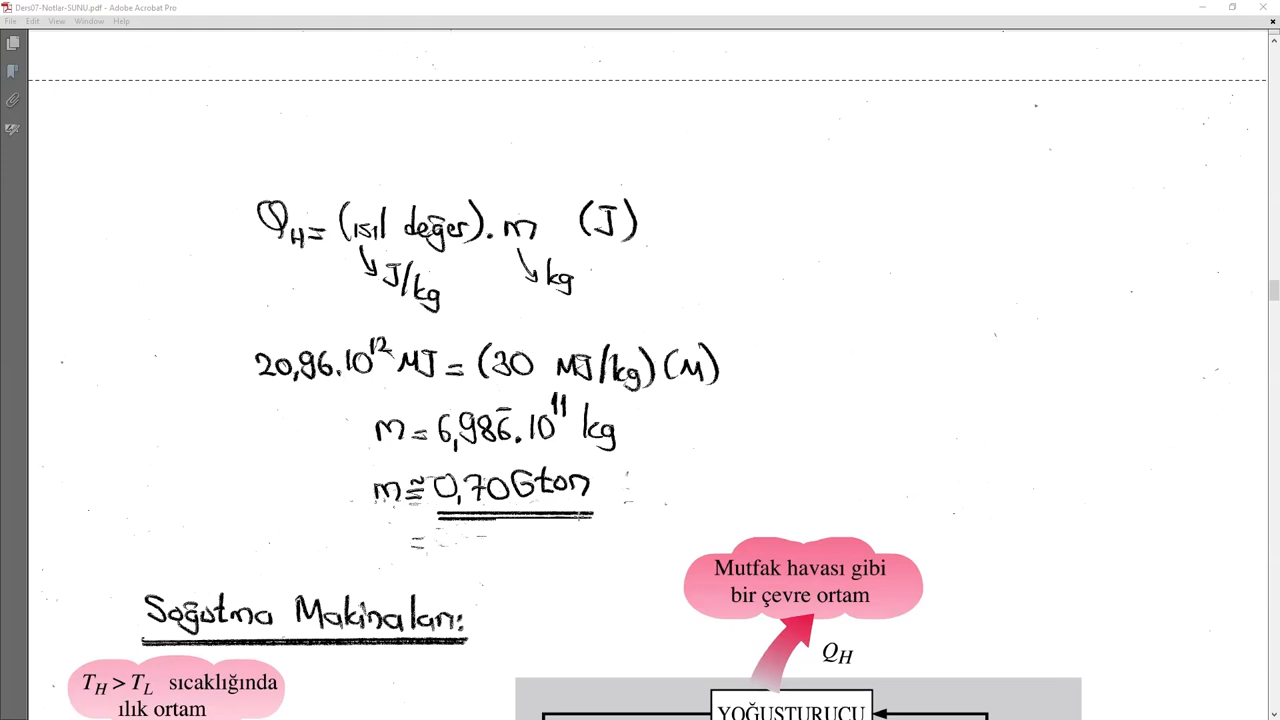 Ders07-Notlar-SUNU.pdf - Adobe Acrobat Pro
File Edit View Window Help
Q_H = (ısıl değer). m (J)
J/kg kg
20,96.10^12 MJ = (30 MJ/kg) (M)
m = 6,986.10^11 kg
m ≅ 0,70 Gton
Soğutma Makinaları:
Mutfak havası gibi
bir çevre ortam
Q_H
T_H > T_L sıcaklığında
ılık ortam
YOĞUŞTURUCU